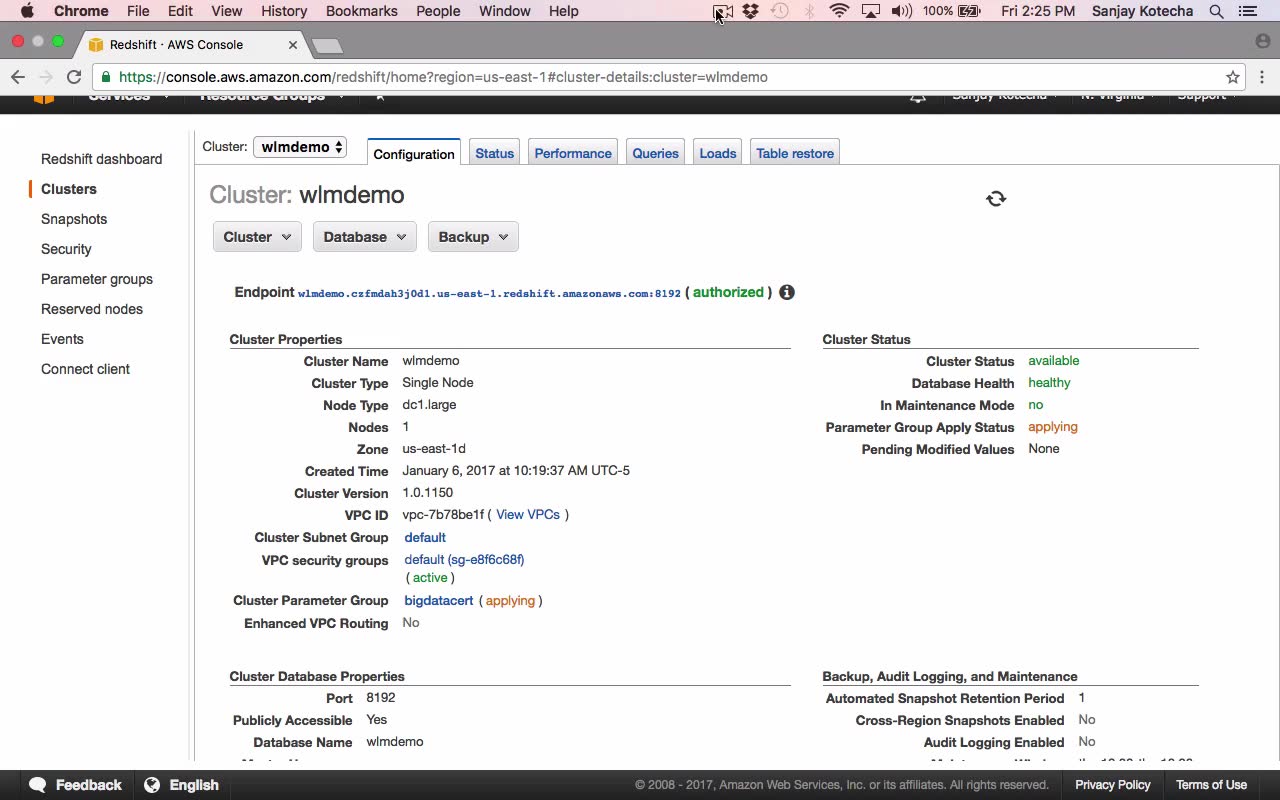 Chrome File Edit View History Bookmarks People Window Help 100% Fri 2:25 PM Sanjay Kotecha
Redshift · AWS Console
https://console.aws.amazon.com/redshift/home?region=us-east-1#cluster-details:cluster=wlmdemo
Services Resource Groups Sanjay Kotecha N. Virginia Support
Redshift dashboard
Clusters
Snapshots
Security
Parameter groups
Reserved nodes
Events
Connect client
Cluster: wlmdemo Configuration Status Performance Queries Loads Table restore
Cluster: wlmdemo
Cluster Database Backup
Endpoint wlmdemo.czfmdah3j0d1.us-east-1.redshift.amazonaws.com:8192 ( authorized )
Cluster Properties
Cluster Name wlmdemo
Cluster Type Single Node
Node Type dc1.large
Nodes 1
Zone us-east-1d
Created Time January 6, 2017 at 10:19:37 AM UTC-5
Cluster Version 1.0.1150
VPC ID vpc-7b78be1f ( View VPCs )
Cluster Subnet Group default
VPC security groups default (sg-e8f6c68f)
( active )
Cluster Parameter Group bigdatacert ( applying )
Enhanced VPC Routing No
Cluster Status
Cluster Status available
Database Health healthy
In Maintenance Mode no
Parameter Group Apply Status applying
Pending Modified Values None
Cluster Database Properties
Port 8192
Publicly Accessible Yes
Database Name wlmdemo
Backup, Audit Logging, and Maintenance
Automated Snapshot Retention Period 1
Cross-Region Snapshots Enabled No
Audit Logging Enabled No
Feedback English © 2008 - 2017, Amazon Web Services, Inc. or its affiliates. All rights reserved. Privacy Policy Terms of Use